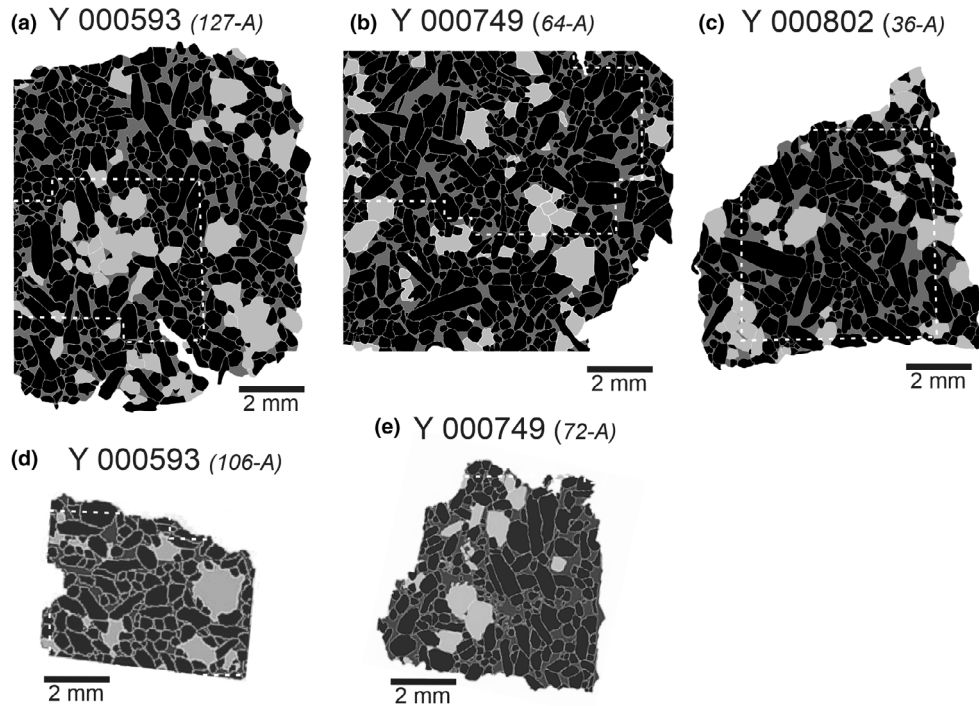 (a) Y 000593 (127-A)
(b) Y 000749 (64-A)
(c) Y 000802 (36-A)
2 mm
2 mm
2 mm
(d) Y 000593 (106-A)
(e) Y 000749 (72-A)
2 mm
2 mm